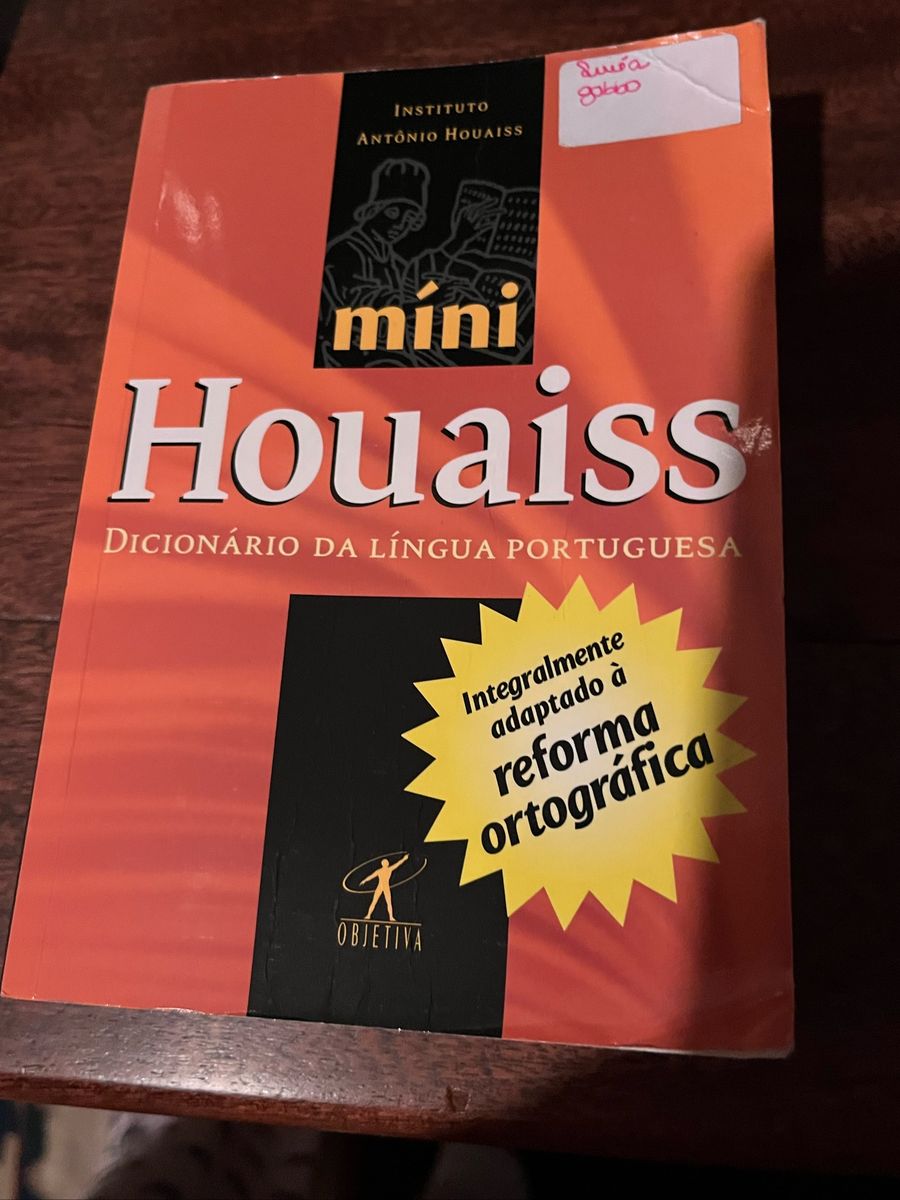 INSTITUTO
ANTÔNIO HOUAISS
míni
Houaiss
DICIONÁRIO DA LÍNGUA PORTUGUESA
Integralmente
adaptado à
reforma
ortográfica
OBJETIVA